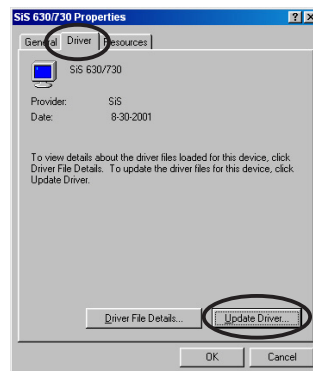 SiS 630/730 Properties
General Driver Resources
SiS 630/730
Provider: SiS
Date: 8-30-2001
To view details about the driver files loaded for this device, click
Driver File Details. To update the driver files for this device, click
Update Driver.
Driver File Details... Update Driver...
OK Cancel